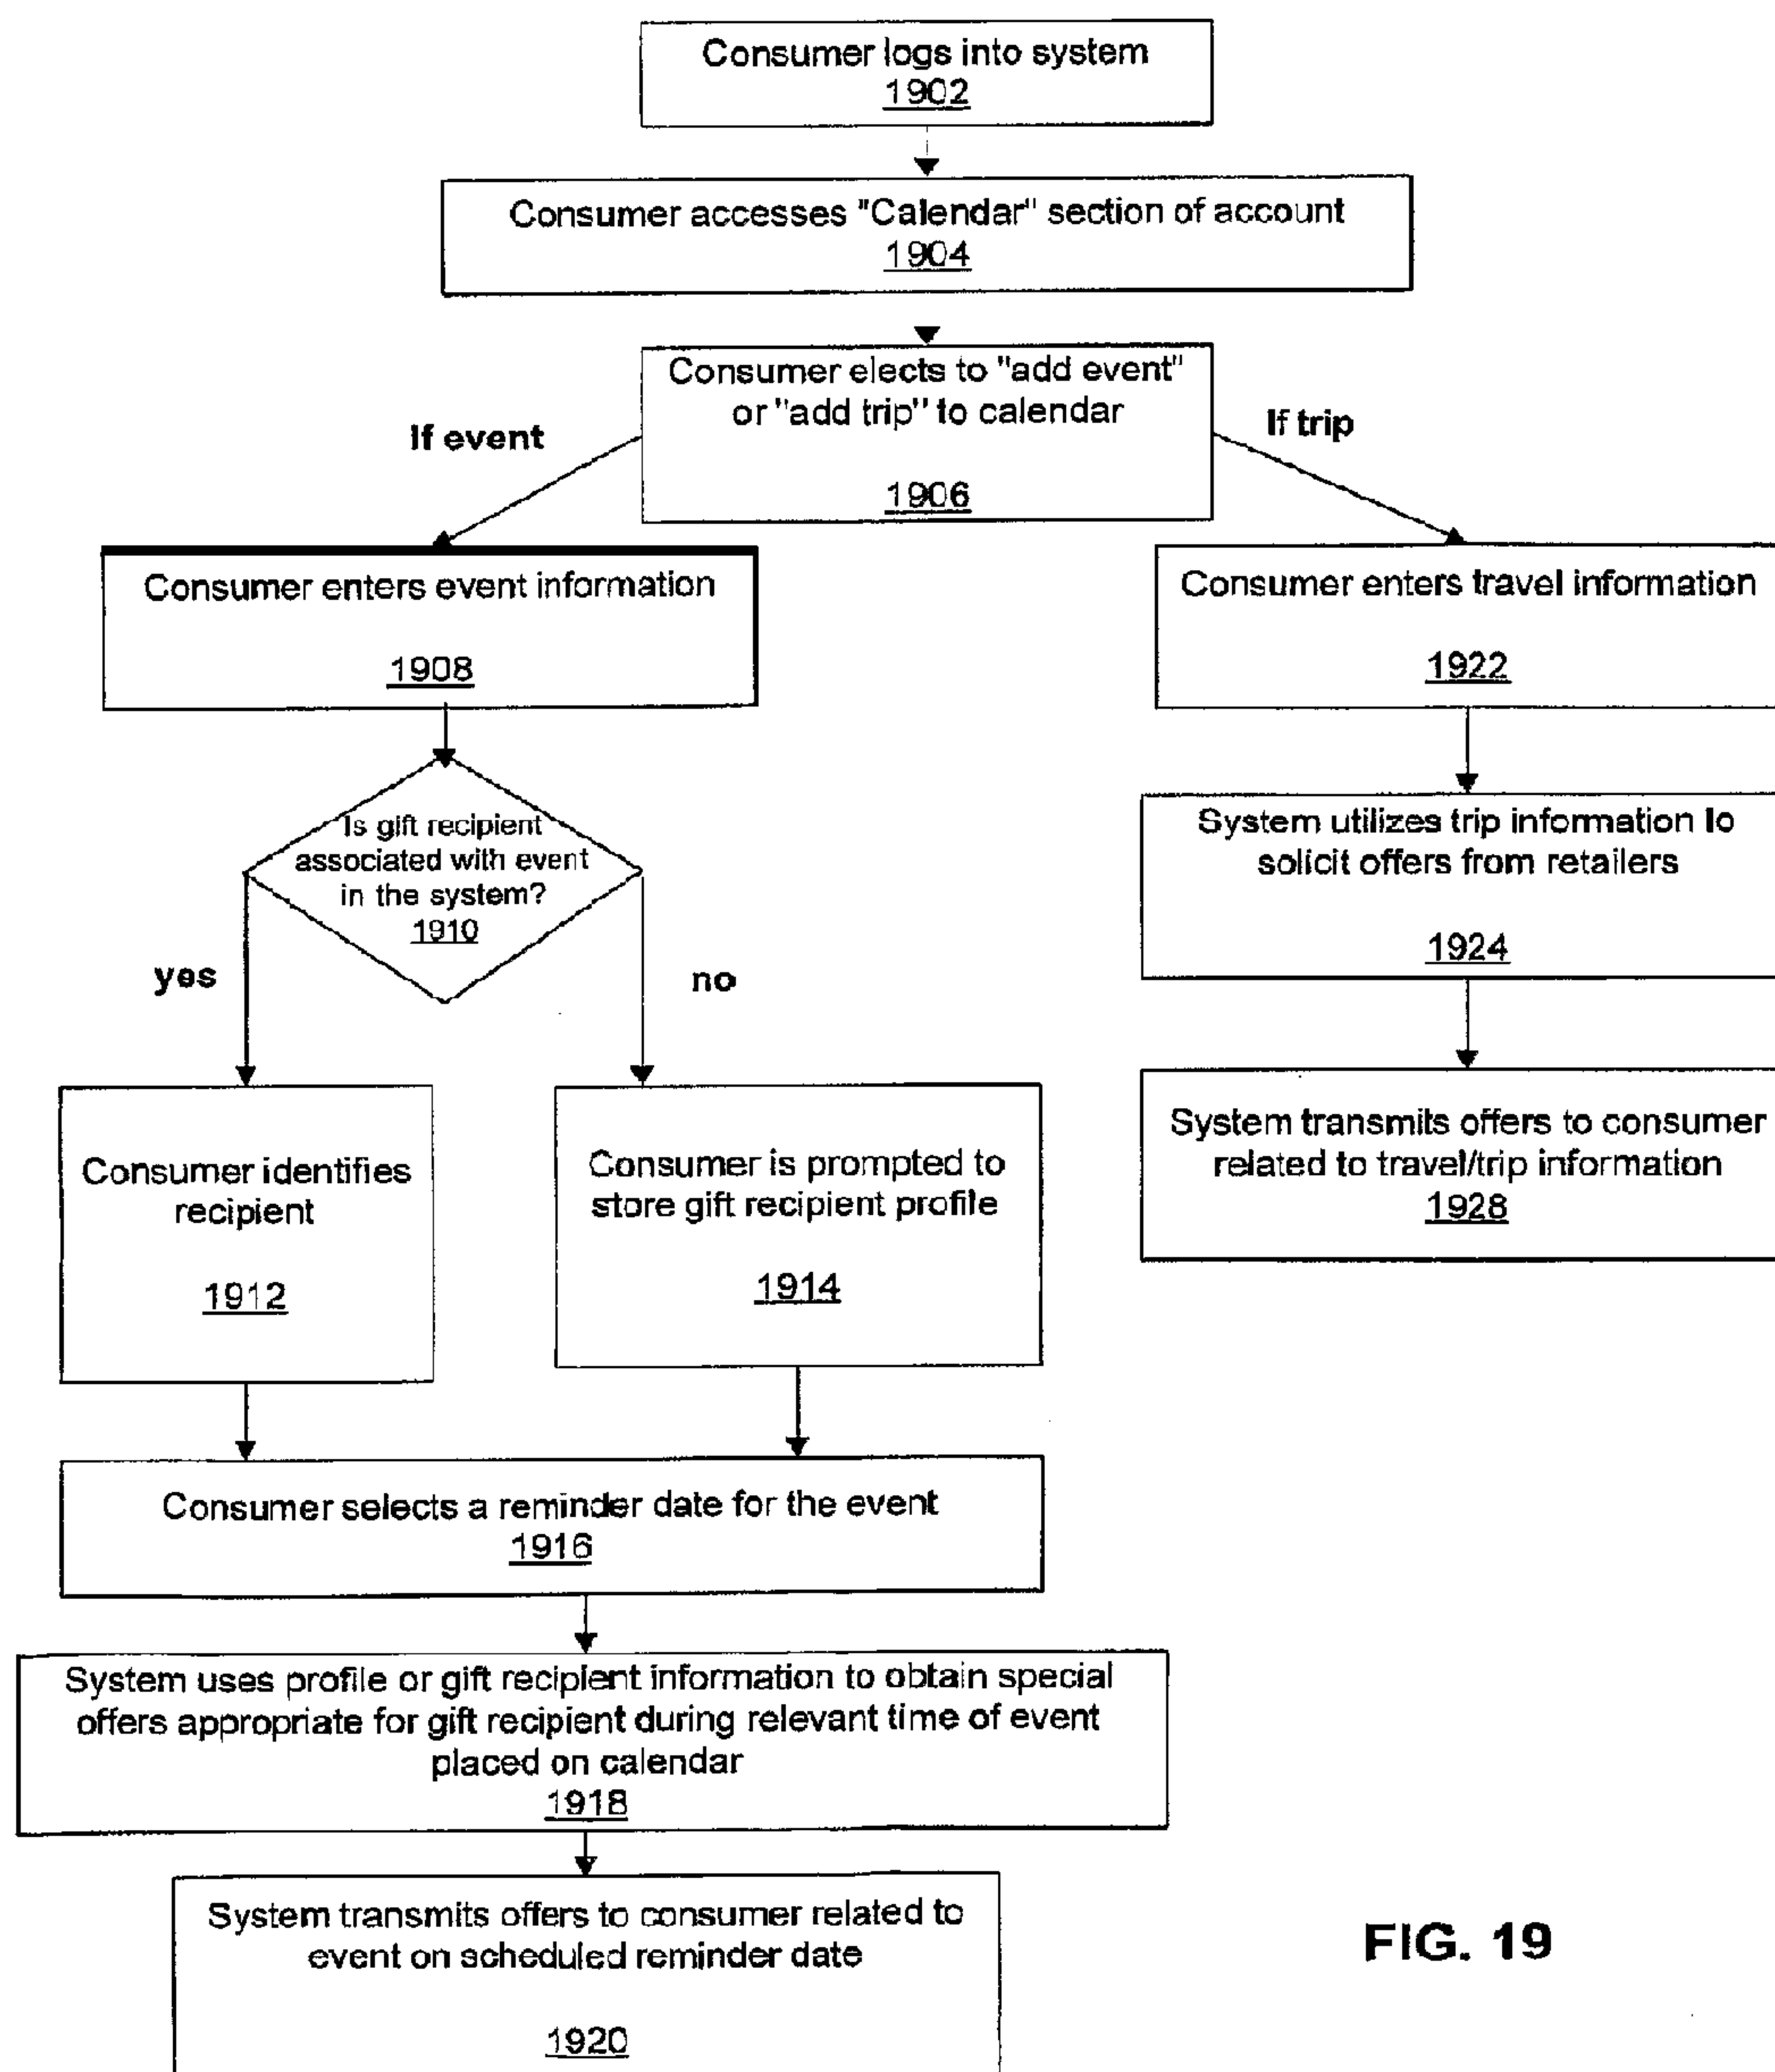 Consumer logs into system
1902
Consumer accesses "Calendar" section of account
1904
Consumer elects to "add event"
or "add trip" to calendar
1906
If event
If trip
Consumer enters event information
1908
Consumer enters travel information
1922
Is gift recipient
associated with event
in the system?
1910
yes
no
System utilizes trip information to
solicit offers from retailers
1924
Consumer identifies
recipient
1912
Consumer is prompted to
store gift recipient profile
1914
System transmits offers to consumer
related to travel/trip information
1928
Consumer selects a reminder date for the event
1916
System uses profile or gift recipient information to obtain special
offers appropriate for gift recipient during relevant time of event
placed on calendar
1918
System transmits offers to consumer related to
event on scheduled reminder date
1920
FIG. 19